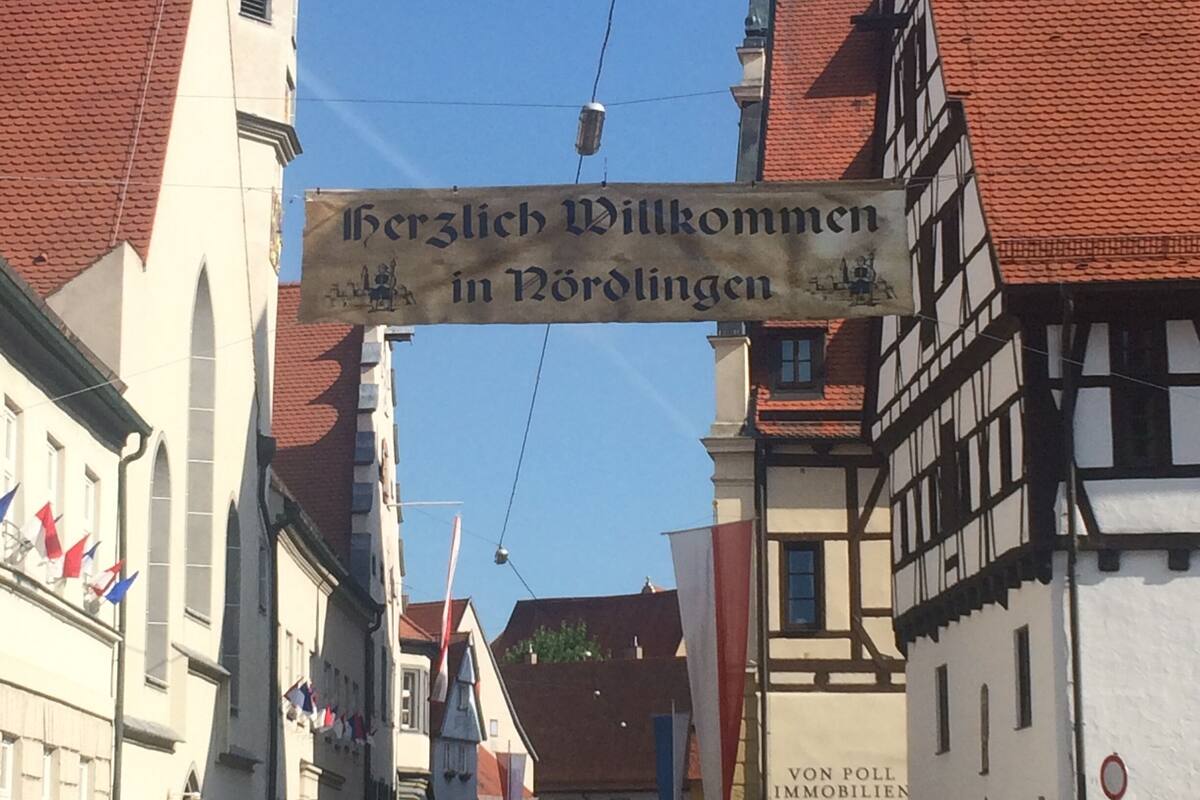 Herzlich Willkommen
in Nördlingen
VON POLL
IMMOBILIEN